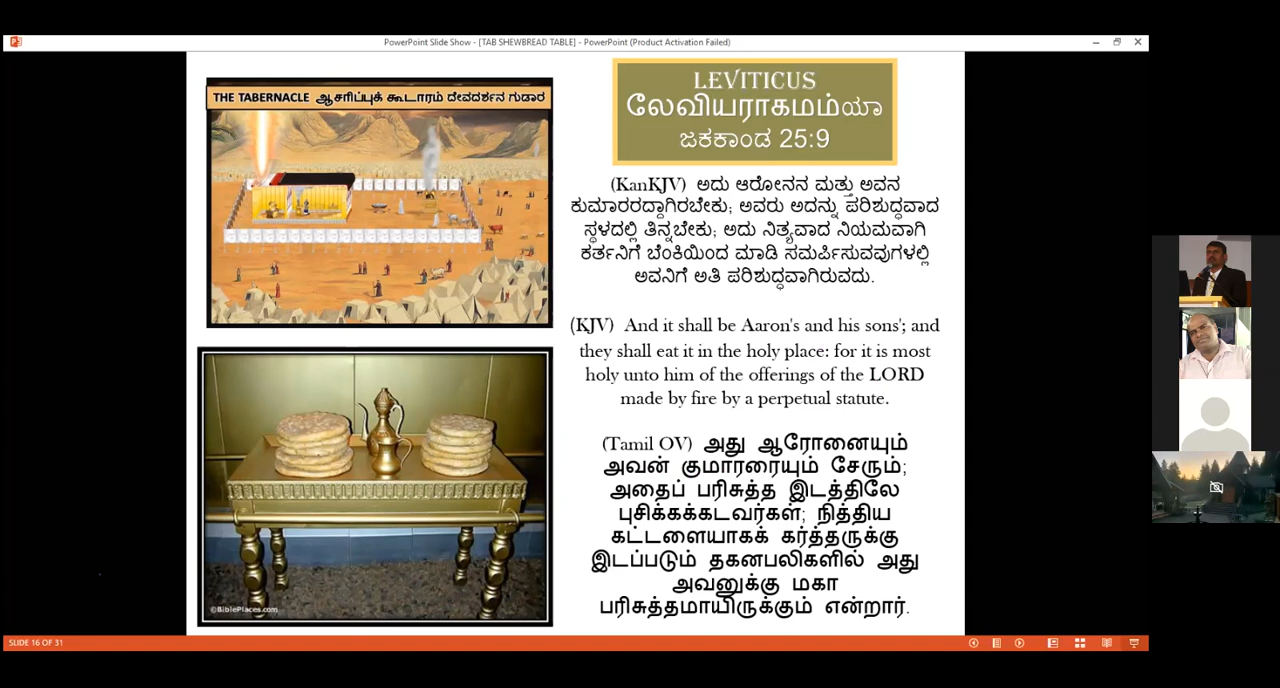 PowerPoint Slide Show - [TAB SHEWBREAD TABLE] - PowerPoint (Product Activation Failed)
THE TABERNACLE ஆசரிப்புக் கூடாரம் ದೇವದರ್ಶನ ಗುಡಾರ
LEVITICUS
லேவியராகமம்ಯಾ
ಜಕಕಾಂಡ 25:9
(KanKJV) ಅದು ಆರೋನನ ಮತ್ತು ಅವನ
ಕುಮಾರರದ್ದಾಗಿರಬೇಕು; ಅವರು ಅದನ್ನು ಪರಿಶುದ್ಧವಾದ
ಸ್ಥಳದಲ್ಲಿ ತಿನ್ನಬೇಕು; ಅದು ನಿತ್ಯವಾದ ನಿಯಮವಾಗಿ
ಕರ್ತನಿಗೆ ಬೆಂಕಿಯಿಂದ ಮಾಡಿ ಸಮರ್ಪಿಸುವವುಗಳಲ್ಲಿ
ಅವನಿಗೆ ಅತಿ ಪರಿಶುದ್ಧವಾಗಿರುವದು.
(KJV) And it shall be Aaron's and his sons'; and
they shall eat it in the holy place: for it is most
holy unto him of the offerings of the LORD
made by fire by a perpetual statute.
(Tamil OV) அது ஆரோனையும்
அவன் குமாரரையும் சேரும்;
அதைப் பரிசுத்த இடத்திலே
புசிக்கக்கடவர்கள்; நித்திய
கட்டளையாகக் கர்த்தருக்கு
இடப்படும் தகனபலிகளில் அது
அவனுக்கு மகா
பரிசுத்தமாயிருக்கும் என்றார்.
©BiblePlaces.com
SLIDE 16 OF 31